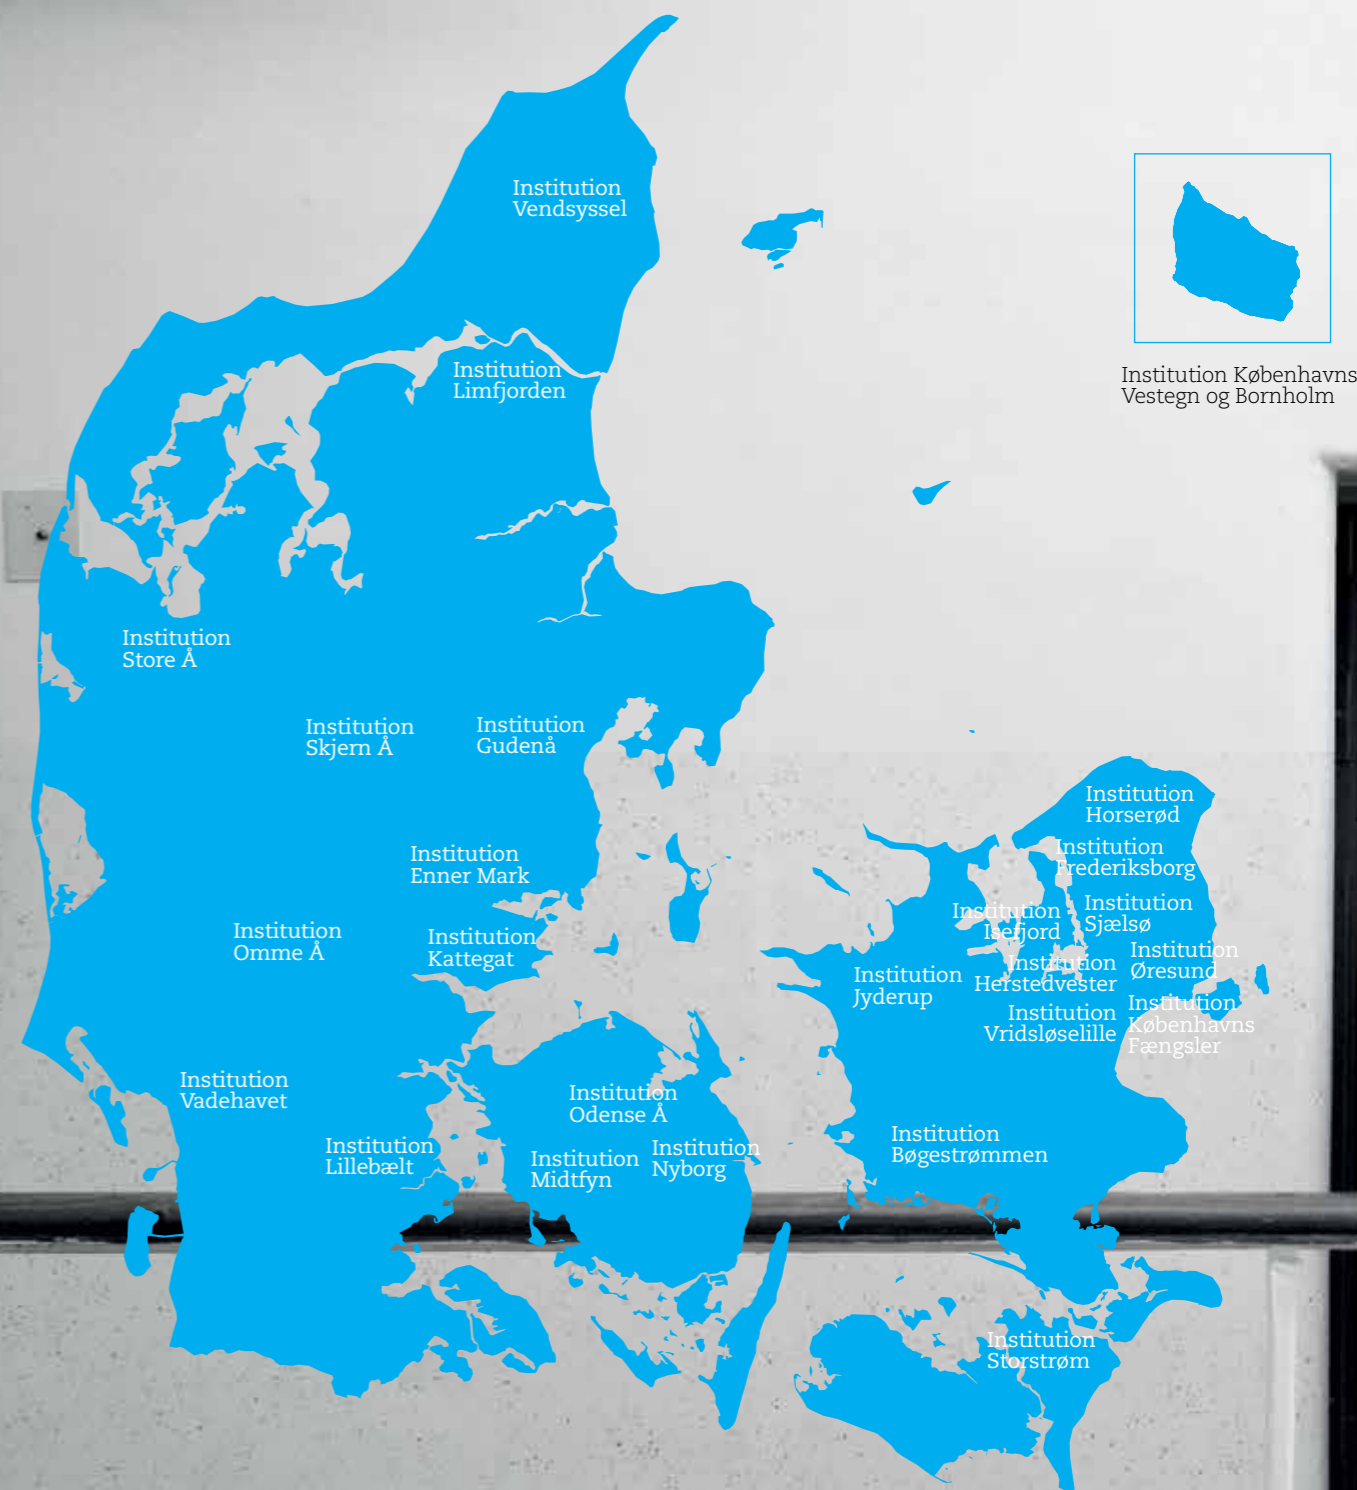 Institution
Vendsyssel
Institution
Limfjorden
Institution Københavns
Vestegn og Bornholm
Institution
Store Å
Institution
Skjern Å
Institution
Gudenå
Institution
Horserød
Institution
Frederiksborg
Institution
Enner Mark
Institution
Sjælsø
Institution
Isefjord
Institution
Omme Å
Institution
Kattegat
Institution
Øresund
Institution
Herstedvester
Institution
Jyderup
Institution
Vridsløselille
Institution
Københavns
Fængsler
Institution
Vadehavet
Institution
Odense Å
Institution
Lillebælt
Institution
Midtfyn
Institution
Nyborg
Institution
Bøgestrømmen
Institution
Storstrøm